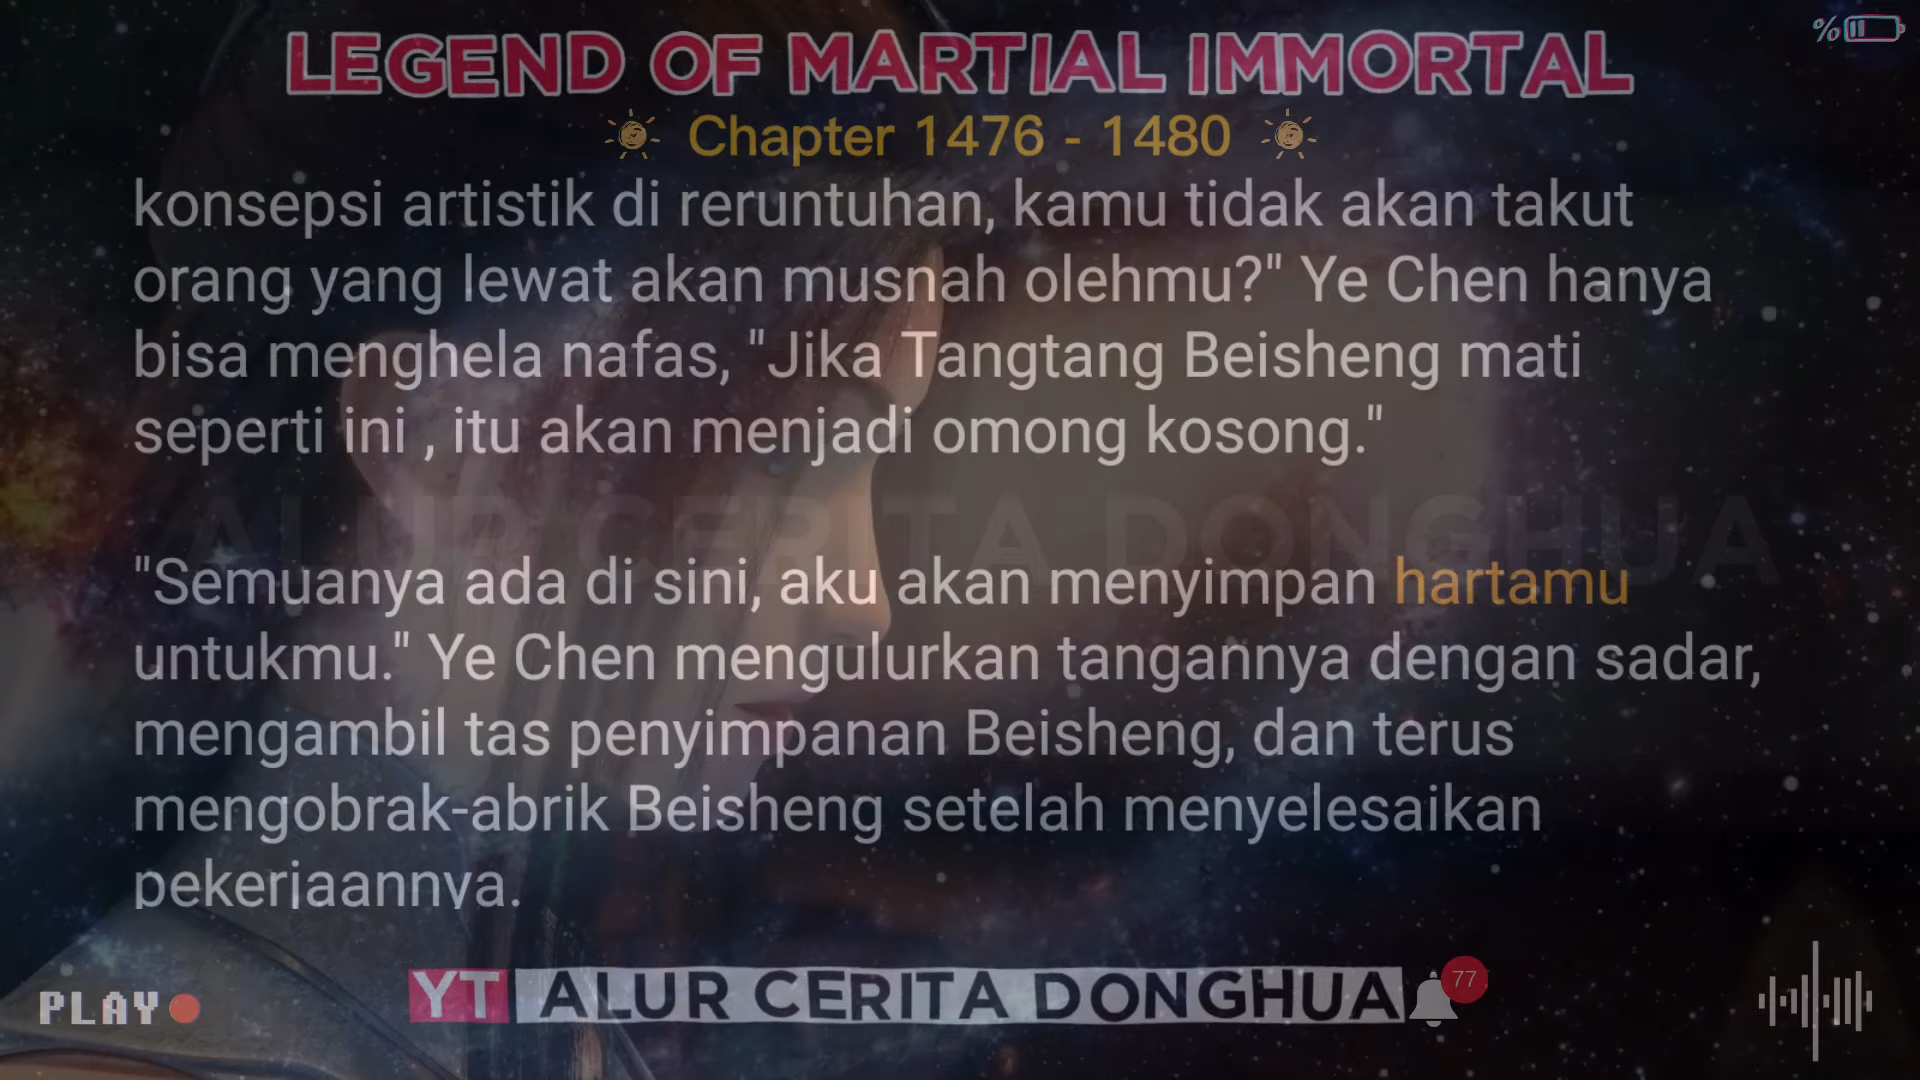 LEGEND OF MARTIAL IMMORTAL
%
Chapter 1476 - 1480
konsepsi artistik di reruntuhan, kamu tidak akan takut
orang yang lewat akan musnah olehmu?" Ye Chen hanya
bisa menghela nafas, "Jika Tangtang Beisheng mati
seperti ini , itu akan menjadi omong kosong."
ALUR CERITA DONGHUA
"Semuanya ada di sini, aku akan menyimpan hartamu
untukmu." Ye Chen mengulurkan tangannya dengan sadar,
mengambil tas penyimpanan Beisheng, dan terus
mengobrak-abrik Beisheng setelah menyelesaikan
pekerjaannya.
YT ALUR CERITA DONGHUA 77
PLAY